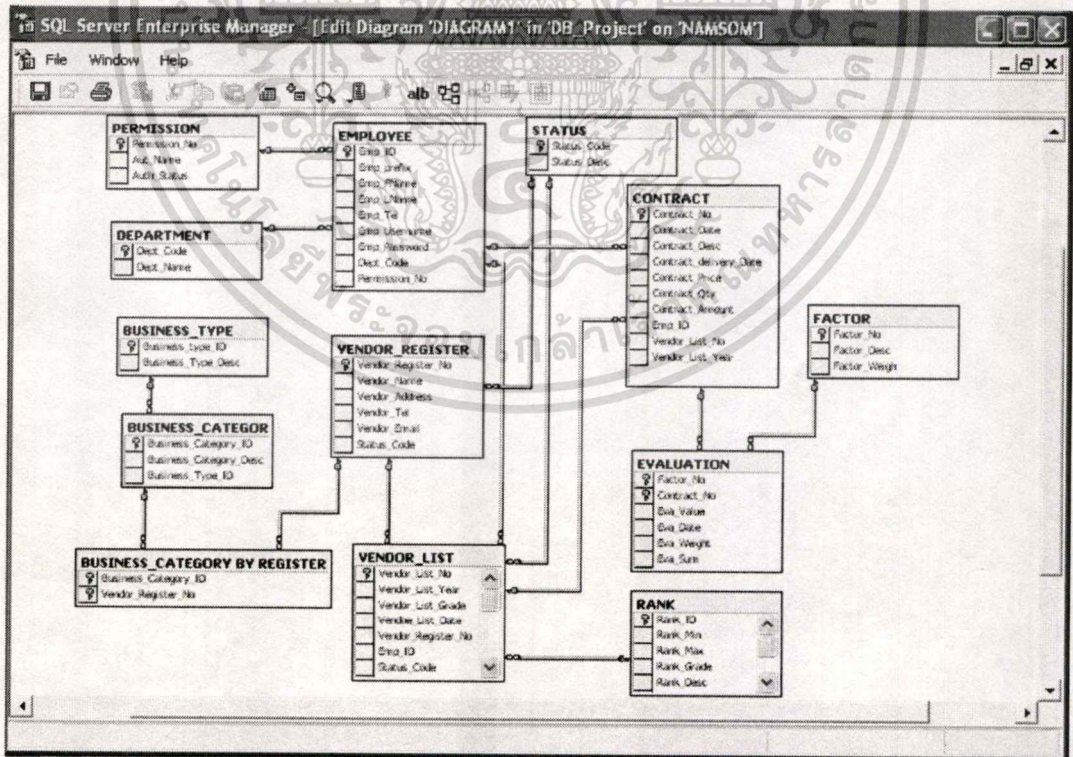 SQL Server Enterprise Manager - [Edit Diagram 'DIAGRAM1' in 'DB_Project' on 'NAMSOM']
File Window Help
alb
PERMISSION
Permission_No
Aut_Name
Auth_Status
EMPLOYEE
Emp_ID
Emp_prefix
Emp_FName
Emp_LName
Emp_Tel
Emp_Username
Emp_Password
Dept_Code
Permission_No
STATUS
Status_Code
Status_Desc
CONTRACT
Contract_No
Contract_Date
Contract_Desc
Contract_delivery_Date
Contract_Price
Contract_Qty
Contract_Amount
Emp_ID
Vendor_List_No
Vendor_List_Year
DEPARTMENT
Dept_Code
Dept_Name
FACTOR
Factor_No
Factor_Desc
Factor_Weigh
BUSINESS_TYPE
Business_type_ID
Business_Type_Desc
VENDOR_REGISTER
Vendor_Register_No
Vendor_Name
Vendor_Address
Vendor_Tel
Vendor_Email
Status_Code
BUSINESS_CATEGOR
Business_Category_ID
Business_Category_Desc
Business_Type_ID
EVALUATION
Factor_No
Contract_No
Eva_Value
Eva_Date
Eva_Weight
Eva_Sum
BUSINESS_CATEGORY BY REGISTER
Business_Category_ID
Vendor_Register_No
VENDOR_LIST
Vendor_List_No
Vendor_List_Year
Vendor_List_Grade
Vendow_List_Date
Vendor_Register_No
Emp_ID
Status_Code
RANK
Rank_ID
Rank_Min
Rank_Max
Rank_Grade
Rank_Desc